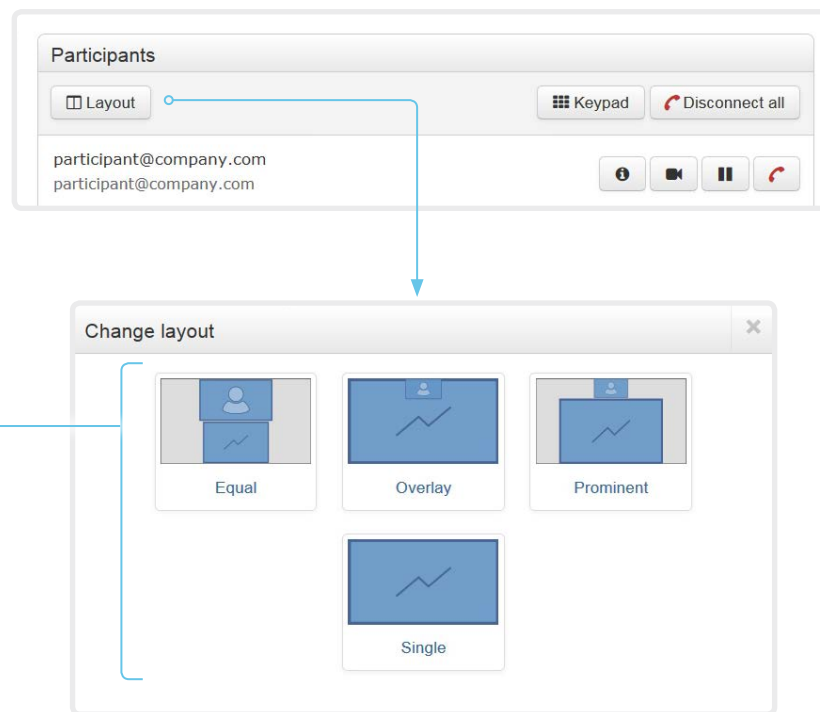 Participants
Layout Keypad Disconnect all
participant@company.com
participant@company.com
Change layout
Equal Overlay Prominent
Single